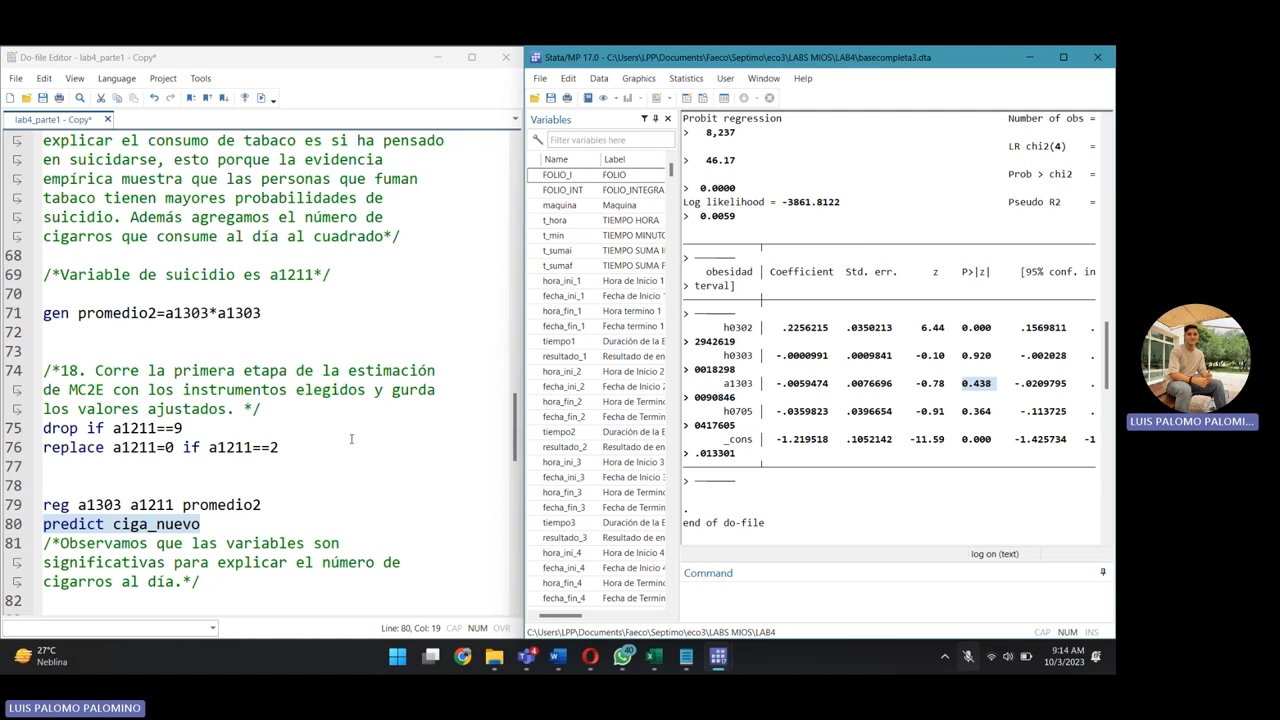 Do-file Editor - lab4_parte1 - Copy*
File Edit View Language Project Tools
lab4_parte1 - Copy*
explicar el consumo de tabaco es si ha pensado
en suicidarse, esto porque la evidencia
empírica muestra que las personas que fuman
tabaco tienen mayores probabilidades de
suicidio. Además agregamos el número de
cigarros que consume al día al cuadrado*/
68
69 /*Variable de suicidio es a1211*/
70
71 gen promedio2=a1303*a1303
72
73
74 /*18. Corre la primera etapa de la estimación
de MC2E con los instrumentos elegidos y gurda
los valores ajustados. */
75 drop if a1211==9
76 replace a1211=0 if a1211==2
77
78
79 reg a1303 a1211 promedio2
80 predict ciga_nuevo
81 /*Observamos que las variables son
significativas para explicar el número de
cigarros al día.*/
82
Line: 80, Col: 19 CAP NUM OVR
Stata/MP 17.0 - C:\Users\LPP\Documents\Faeco\Septimo\eco3\LABS MIOS\LAB4\basecompleta3.dta
File Edit Data Graphics Statistics User Window Help
Variables
Filter variables here
Name Label
FOLIO_I FOLIO
FOLIO_INT FOLIO_INTEGRA
maquina Maquina
t_hora TIEMPO HORA
t_min TIEMPO MINUTO
t_sumai TIEMPO SUMA I
t_sumaf TIEMPO SUMA F
hora_ini_1 Hora de Inicio 1
fecha_ini_1 Fecha de Inicio 1
hora_fin_1 Hora termino 1
fecha_fin_1 Fecha termino 1
tiempo1 Duración de la E
resultado_1 Resultado de en
hora_ini_2 Hora de Inicio 2
fecha_ini_2 Fecha de Inicio 2
hora_fin_2 Hora de Termino
fecha_fin_2 Fecha de Termino
tiempo2 Duración de la E
resultado_2 Resultado de en
hora_ini_3 Hora de Inicio 3
fecha_ini_3 Fecha de Inicio 3
hora_fin_3 Hora de Termino
fecha_fin_3 Fecha de Termino
tiempo3 Duración de la E
resultado_3 Resultado de en
hora_ini_4 Hora de Inicio 4
fecha_ini_4 Fecha de Inicio 4
hora_fin_4 Hora de Termino
fecha_fin_4 Fecha de Termino
Probit regression Number of obs =
> 8,237
LR chi2(4) =
> 46.17
Prob > chi2 =
> 0.0000
Log likelihood = -3861.8122 Pseudo R2 =
> 0.0059
>
obesidad Coefficient Std. err. z P>|z| [95% conf. in
> terval]
>
h0302 .2256215 .0350213 6.44 0.000 .1569811 .
> 2942619
h0303 -.0000991 .0009841 -0.10 0.920 -.002028 .
> 0018298
a1303 -.0059474 .0076696 -0.78 0.438 -.0209795 .
> 0090846
h0705 -.0359823 .0396654 -0.91 0.364 -.113725 .
> 0417605
_cons -1.219518 .1052142 -11.59 0.000 -1.425734 -1
> .013301
>
.
end of do-file
log on (text)
Command
C:\Users\LPP\Documents\Faeco\Septimo\eco3\LABS MIOS\LAB4
CAP NUM INS
27°C
Neblina
4
40
9:14 AM
10/3/2023
LUIS PALOMO PALOMI...
LUIS PALOMO PALOMINO